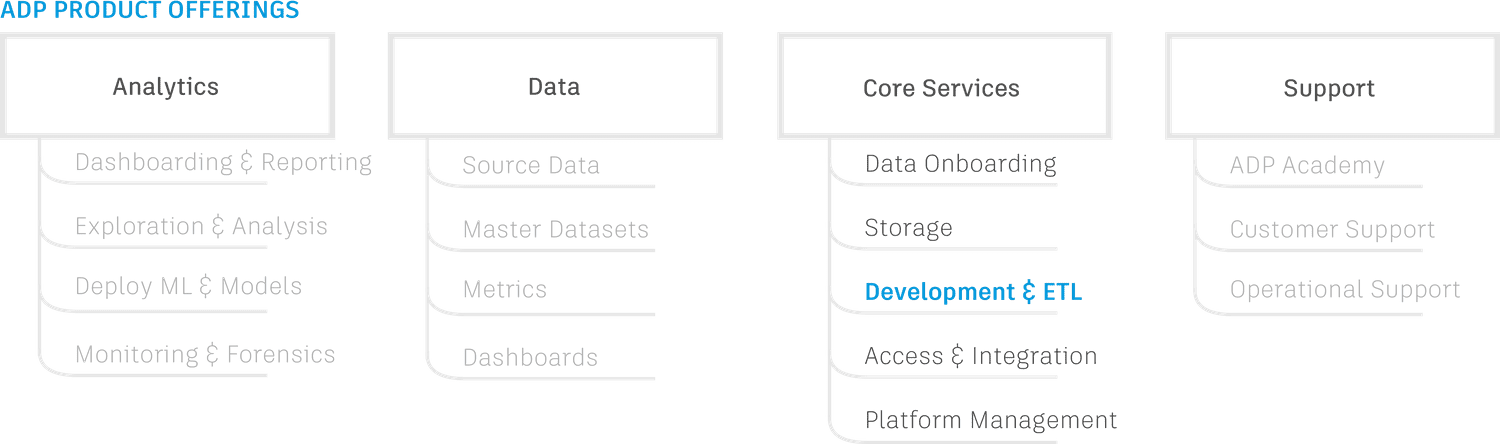 ADP PRODUCT OFFERINGS
Analytics
Dashboarding & Reporting
Exploration & Analysis
Deploy ML & Models
Monitoring & Forensics
Data
Source Data
Master Datasets
Metrics
Dashboards
Core Services
Data Onboarding
Storage
Development & ETL
Access & Integration
Platform Management
Support
ADP Academy
Customer Support
Operational Support